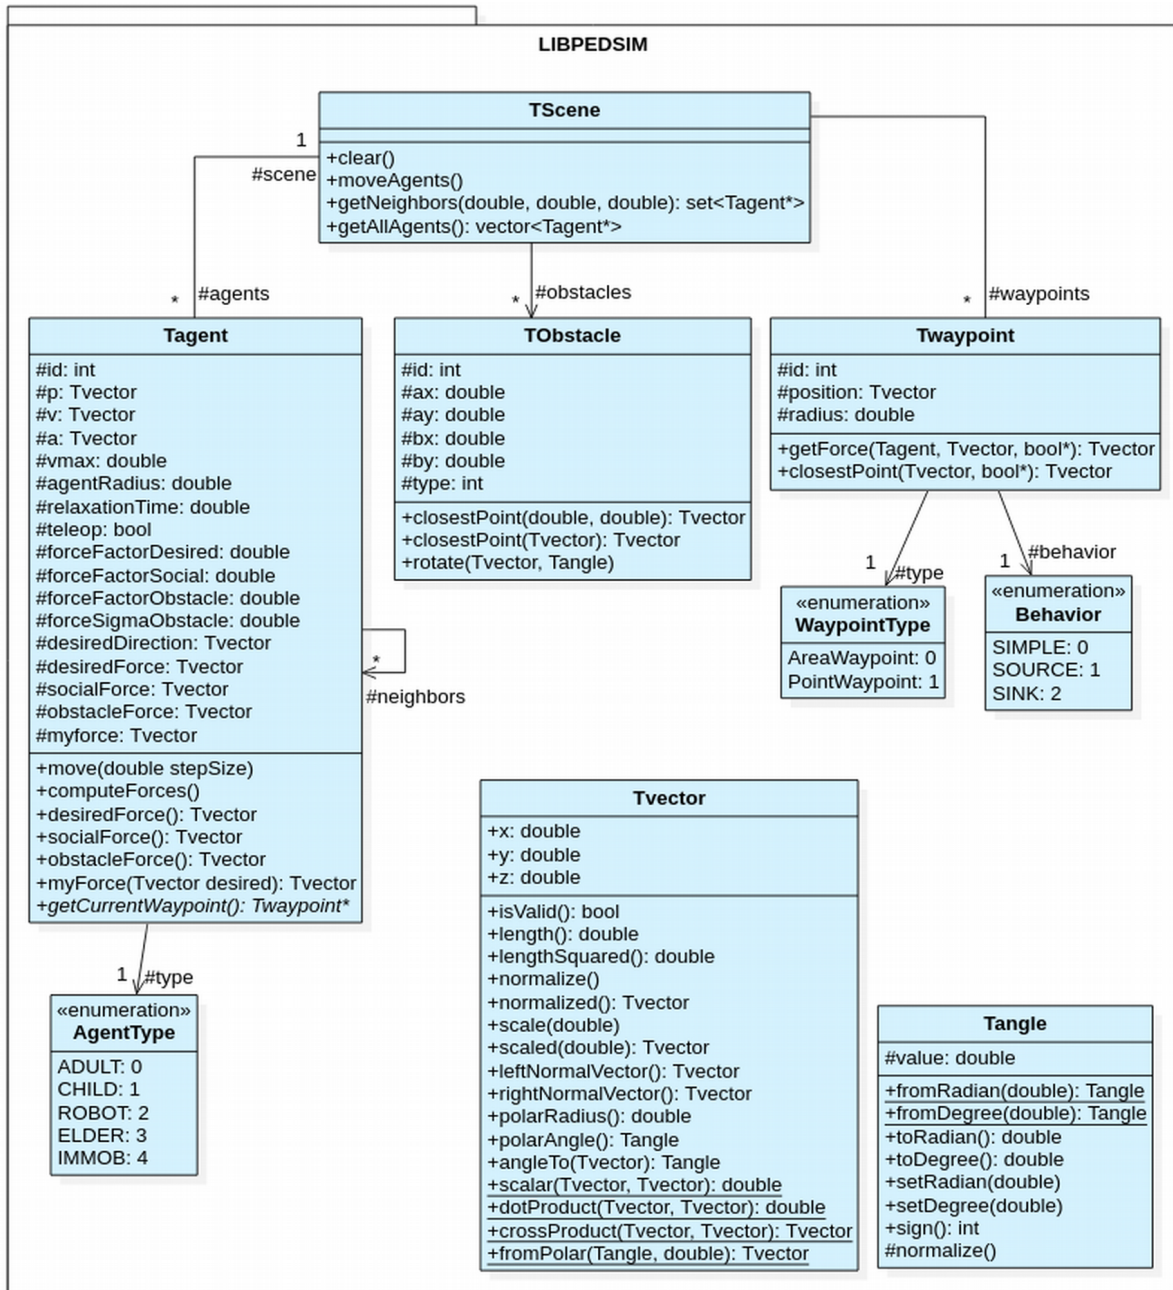 LIBPEDSIM
TScene
+clear()
+moveAgents()
+getNeighbors(double, double, double): set<Tagent*>
+getAllAgents(): vector<Tagent*>
1
#scene
* #agents
* #obstacles
* #waypoints
Tagent
#id: int
#p: Tvector
#v: Tvector
#a: Tvector
#vmax: double
#agentRadius: double
#relaxationTime: double
#teleop: bool
#forceFactorDesired: double
#forceFactorSocial: double
#forceFactorObstacle: double
#forceSigmaObstacle: double
#desiredDirection: Tvector
#desiredForce: Tvector
#socialForce: Tvector
#obstacleForce: Tvector
#myforce: Tvector
+move(double stepSize)
+computeForces()
+desiredForce(): Tvector
+socialForce(): Tvector
+obstacleForce(): Tvector
+myForce(Tvector desired): Tvector
+getCurrentWaypoint(): Twaypoint*
*
#neighbors
1 #type
«enumeration»
AgentType
ADULT: 0
CHILD: 1
ROBOT: 2
ELDER: 3
IMMOB: 4
TObstacle
#id: int
#ax: double
#ay: double
#bx: double
#by: double
#type: int
+closestPoint(double, double): Tvector
+closestPoint(Tvector): Tvector
+rotate(Tvector, Tangle)
Twaypoint
#id: int
#position: Tvector
#radius: double
+getForce(Tagent, Tvector, bool*): Tvector
+closestPoint(Tvector, bool*): Tvector
1 #type
1 #behavior
«enumeration»
WaypointType
AreaWaypoint: 0
PointWaypoint: 1
«enumeration»
Behavior
SIMPLE: 0
SOURCE: 1
SINK: 2
Tvector
+x: double
+y: double
+z: double
+isValid(): bool
+length(): double
+lengthSquared(): double
+normalize()
+normalized(): Tvector
+scale(double)
+scaled(double): Tvector
+leftNormalVector(): Tvector
+rightNormalVector(): Tvector
+polarRadius(): double
+polarAngle(): Tangle
+angleTo(Tvector): Tangle
+scalar(Tvector, Tvector): double
+dotProduct(Tvector, Tvector): double
+crossProduct(Tvector, Tvector): Tvector
+fromPolar(Tangle, double): Tvector
Tangle
#value: double
+fromRadian(double): Tangle
+fromDegree(double): Tangle
+toRadian(): double
+toDegree(): double
+setRadian(double)
+setDegree(double)
+sign(): int
#normalize()